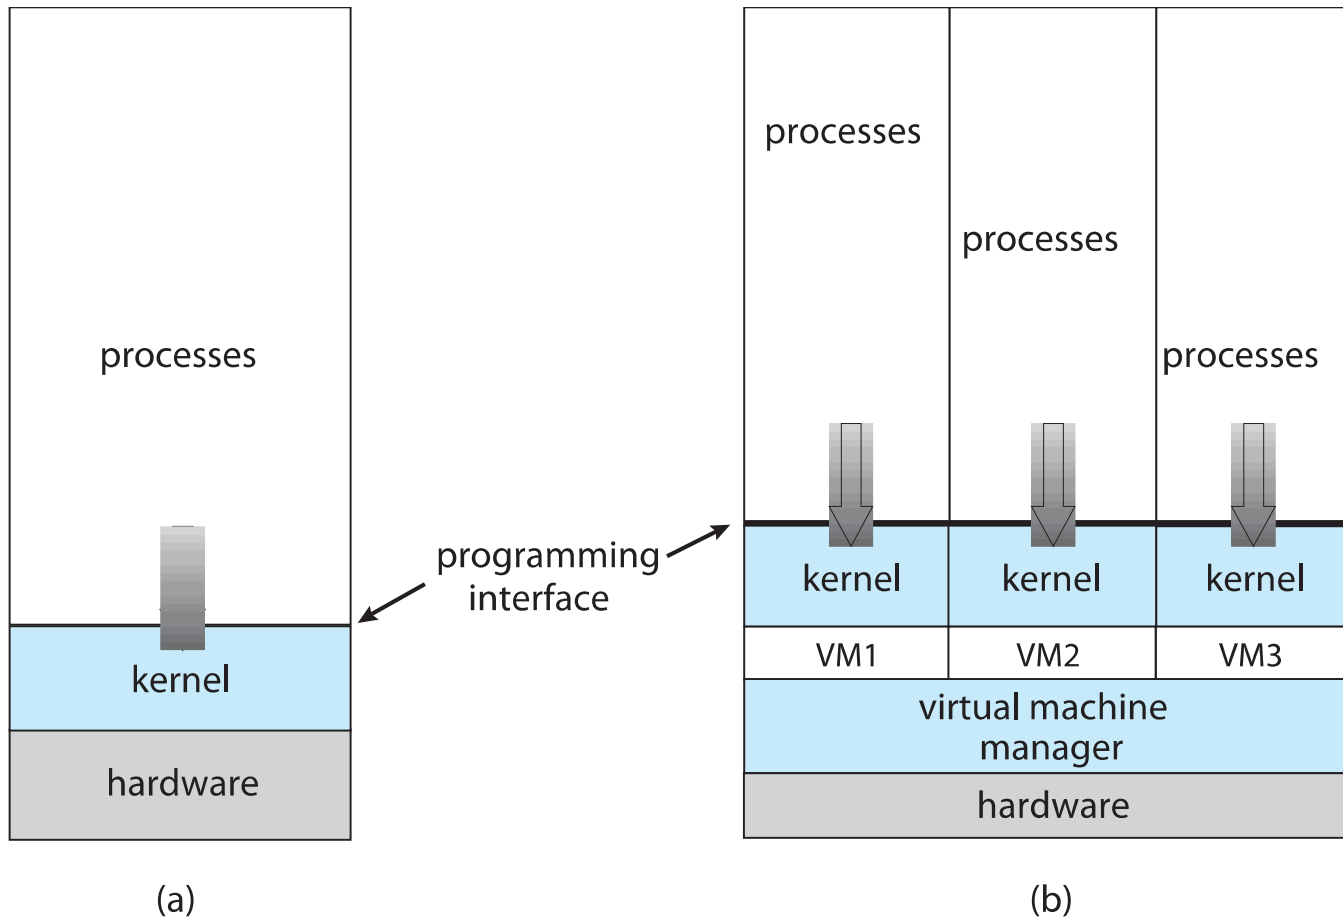 processes
kernel
hardware
(a)
programming
interface
processes
processes
processes
kernel
kernel
kernel
VM1
VM2
VM3
virtual machine
manager
hardware
(b)